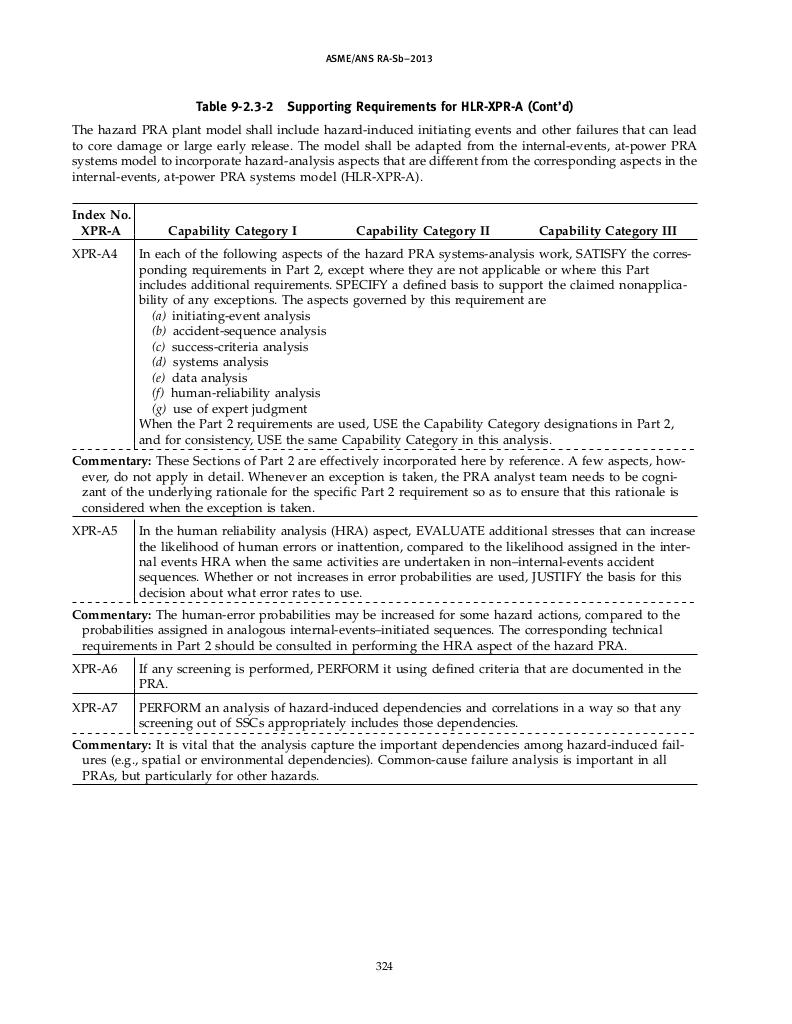 ASME/ANS RA-Sb–2013
Table 9-2.3-2 Supporting Requirements for HLR-XPR-A (Cont'd)
The hazard PRA plant model shall include hazard-induced initiating events and other failures that can lead
to core damage or large early release. The model shall be adapted from the internal-events, at-power PRA
systems model to incorporate hazard-analysis aspects that are different from the corresponding aspects in the
internal-events, at-power PRA systems model (HLR-XPR-A).
Index No.
XPR-A Capability Category I Capability Category II Capability Category III
XPR-A4 In each of the following aspects of the hazard PRA systems-analysis work, SATISFY the corres-
ponding requirements in Part 2, except where they are not applicable or where this Part
includes additional requirements. SPECIFY a defined basis to support the claimed nonapplica-
bility of any exceptions. The aspects governed by this requirement are
(a) initiating-event analysis
(b) accident-sequence analysis
(c) success-criteria analysis
(d) systems analysis
(e) data analysis
(f) human-reliability analysis
(g) use of expert judgment
When the Part 2 requirements are used, USE the Capability Category designations in Part 2,
and for consistency, USE the same Capability Category in this analysis.
Commentary: These Sections of Part 2 are effectively incorporated here by reference. A few aspects, how-
ever, do not apply in detail. Whenever an exception is taken, the PRA analyst team needs to be cogni-
zant of the underlying rationale for the specific Part 2 requirement so as to ensure that this rationale is
considered when the exception is taken.
XPR-A5 In the human reliability analysis (HRA) aspect, EVALUATE additional stresses that can increase
the likelihood of human errors or inattention, compared to the likelihood assigned in the inter-
nal events HRA when the same activities are undertaken in non–internal-events accident
sequences. Whether or not increases in error probabilities are used, JUSTIFY the basis for this
decision about what error rates to use.
Commentary: The human-error probabilities may be increased for some hazard actions, compared to the
probabilities assigned in analogous internal-events–initiated sequences. The corresponding technical
requirements in Part 2 should be consulted in performing the HRA aspect of the hazard PRA.
XPR-A6 If any screening is performed, PERFORM it using defined criteria that are documented in the
PRA.
XPR-A7 PERFORM an analysis of hazard-induced dependencies and correlations in a way so that any
screening out of SSCs appropriately includes those dependencies.
Commentary: It is vital that the analysis capture the important dependencies among hazard-induced fail-
ures (e.g., spatial or environmental dependencies). Common-cause failure analysis is important in all
PRAs, but particularly for other hazards.
324